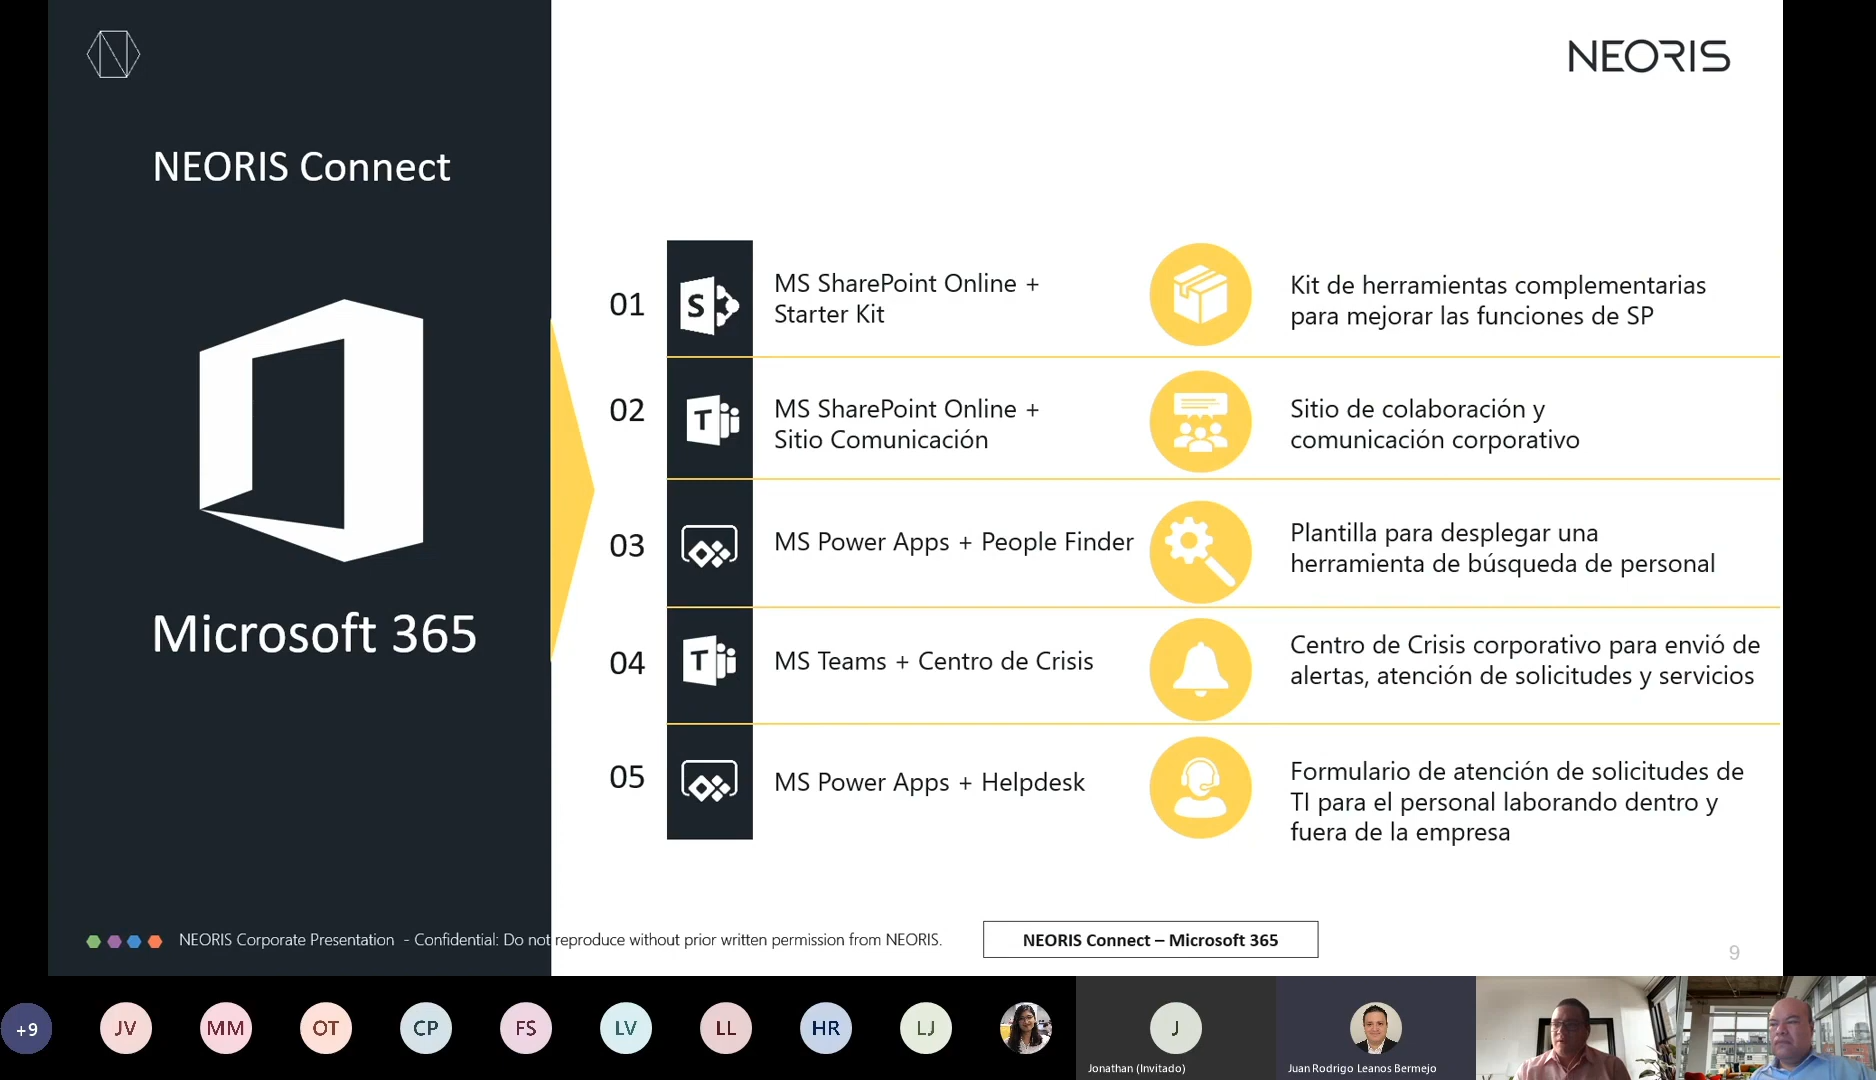 NEORIS
NEORIS Connect
Microsoft 365
01
S
MS SharePoint Online +
Starter Kit
Kit de herramientas complementarias
para mejorar las funciones de SP
02
T
MS SharePoint Online +
Sitio Comunicación
Sitio de colaboración y
comunicación corporativo
03
MS Power Apps + People Finder
Plantilla para desplegar una
herramienta de búsqueda de personal
04
T
MS Teams + Centro de Crisis
Centro de Crisis corporativo para envió de
alertas, atención de solicitudes y servicios
05
MS Power Apps + Helpdesk
Formulario de atención de solicitudes de
TI para el personal laborando dentro y
fuera de la empresa
NEORIS Corporate Presentation - Confidential: Do not reproduce without prior written permission from NEORIS.
NEORIS Connect – Microsoft 365
9
+9
JV
MM
OT
CP
FS
LV
LL
HR
LJ
J
Jonathan (Invitado)
Juan Rodrigo Leanos Bermejo